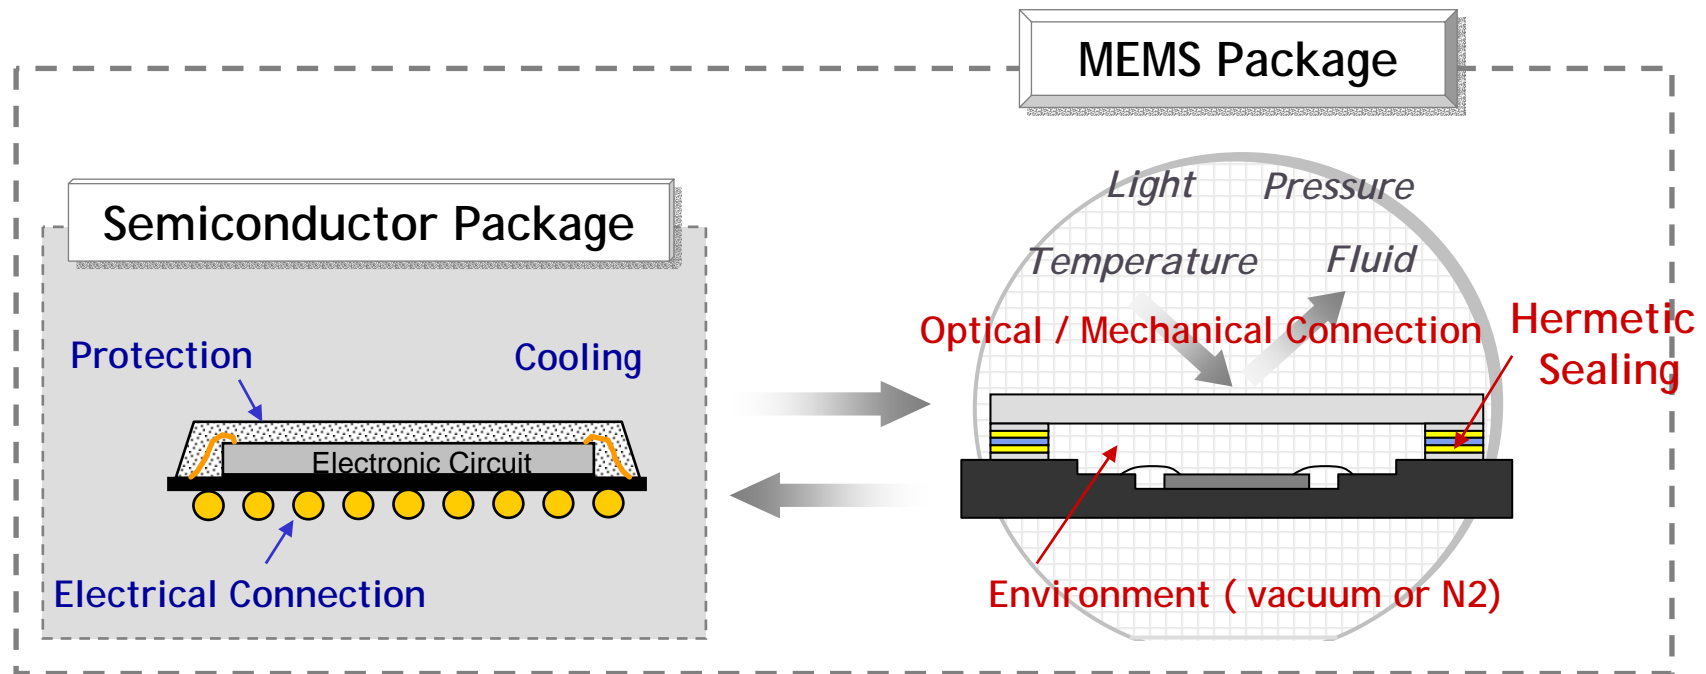 MEMS Package
Semiconductor Package
Light Pressure
Temperature Fluid
Optical / Mechanical Connection
Hermetic
Sealing
Protection Cooling
Electronic Circuit
Electrical Connection
Environment ( vacuum or N2)